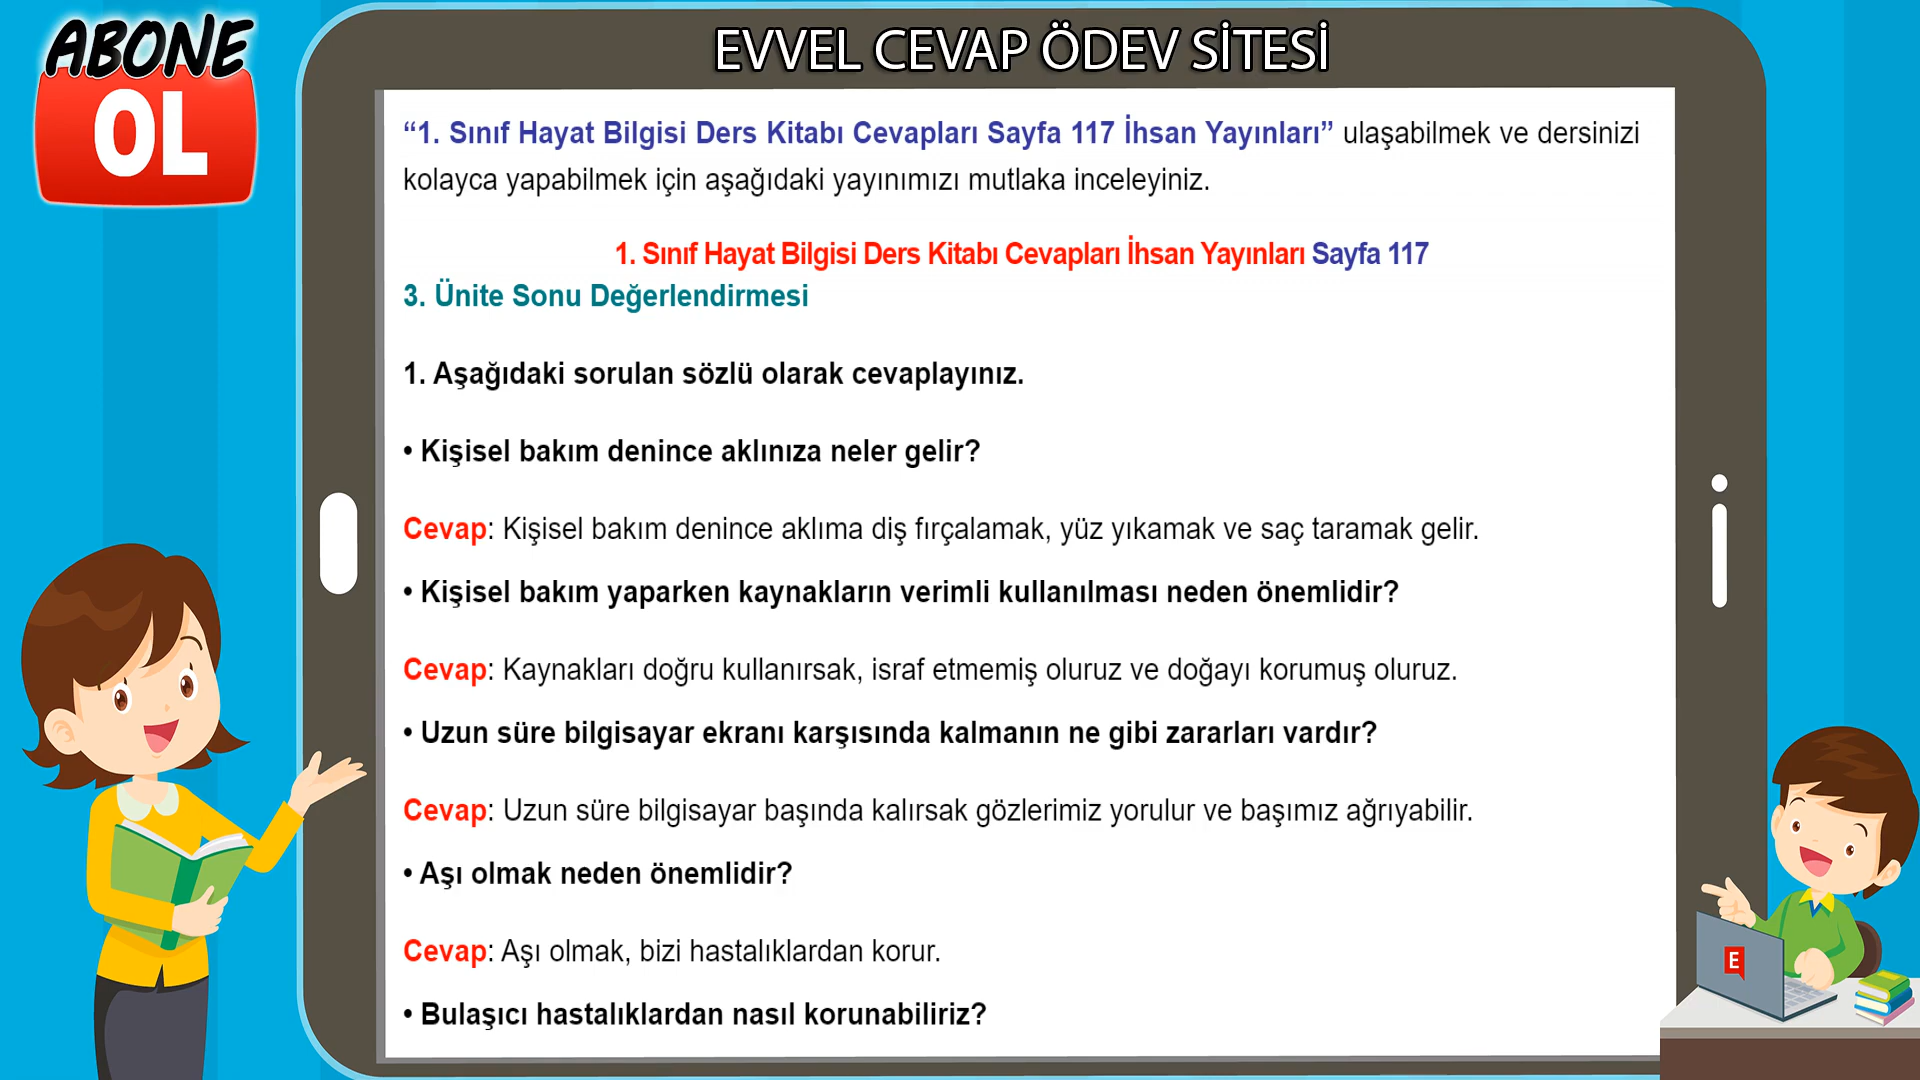 ABONE
OL
EVVEL CEVAP ÖDEV SİTESİ
“1. Sınıf Hayat Bilgisi Ders Kitabı Cevapları Sayfa 117 İhsan Yayınları” ulaşabilmek ve dersinizi
kolayca yapabilmek için aşağıdaki yayınımızı mutlaka inceleyiniz.
1. Sınıf Hayat Bilgisi Ders Kitabı Cevapları İhsan Yayınları Sayfa 117
3. Ünite Sonu Değerlendirmesi
1. Aşağıdaki sorulan sözlü olarak cevaplayınız.
• Kişisel bakım denince aklınıza neler gelir?
Cevap: Kişisel bakım denince aklıma diş fırçalamak, yüz yıkamak ve saç taramak gelir.
• Kişisel bakım yaparken kaynakların verimli kullanılması neden önemlidir?
Cevap: Kaynakları doğru kullanırsak, israf etmemiş oluruz ve doğayı korumuş oluruz.
• Uzun süre bilgisayar ekranı karşısında kalmanın ne gibi zararları vardır?
Cevap: Uzun süre bilgisayar başında kalırsak gözlerimiz yorulur ve başımız ağrıyabilir.
• Aşı olmak neden önemlidir?
Cevap: Aşı olmak, bizi hastalıklardan korur.
• Bulaşıcı hastalıklardan nasıl korunabiliriz?
E